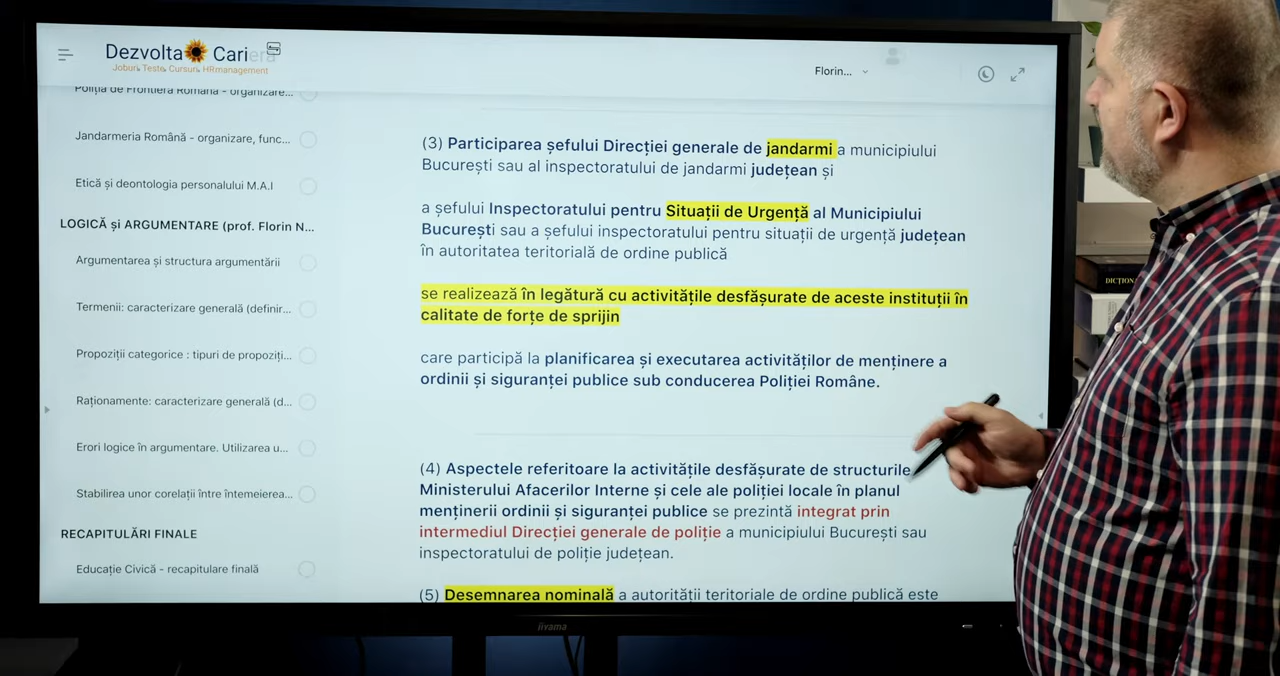 Dezvolta Cariera
Joburi, Teste, Cursuri, HRmanagement
Florin...
Poliția de Frontieră Română - organizare...
Jandarmeria Română - organizare, func...
Etică și deontologia personalului M.A.I
LOGICĂ și ARGUMENTARE (prof. Florin N...
Argumentarea și structura argumentării
Termenii: caracterizare generală (definir...
Propoziții categorice : tipuri de propoziți...
Raționamente: caracterizare generală (d...
Erori logice în argumentare. Utilizarea u...
Stabilirea unor corelații între întemeierea...
RECAPITULĂRI FINALE
Educație Civică - recapitulare finală
(3) Participarea șefului Direcției generale de jandarmi a municipiului
București sau al inspectoratului de jandarmi județean și
a șefului Inspectoratului pentru Situații de Urgență al Municipiului
București sau a șefului inspectoratului pentru situații de urgență județean
în autoritatea teritorială de ordine publică
se realizează în legătură cu activitățile desfășurate de aceste instituții în
calitate de forțe de sprijin
care participă la planificarea și executarea activităților de menținere a
ordinii și siguranței publice sub conducerea Poliției Române.
(4) Aspectele referitoare la activitățile desfășurate de structurile
Ministerului Afacerilor Interne și cele ale poliției locale în planul
menținerii ordinii și siguranței publice se prezintă integrat prin
intermediul Direcției generale de poliție a municipiului București sau
inspectoratului de poliție județean.
(5) Desemnarea nominală a autorității teritoriale de ordine publică este
iiyama
DICȚION